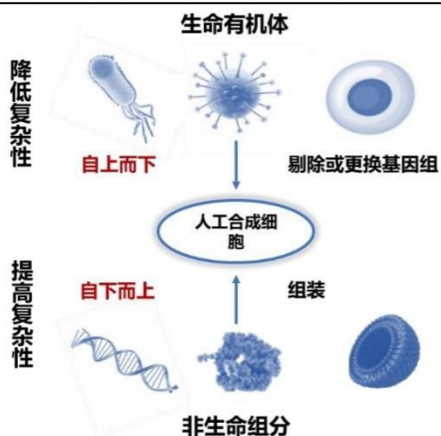 生命有机体
降低复杂性
自上而下
剔除或更换基因组
人工合成细
胞
提高复杂性
自下而上
组装
非生命组分